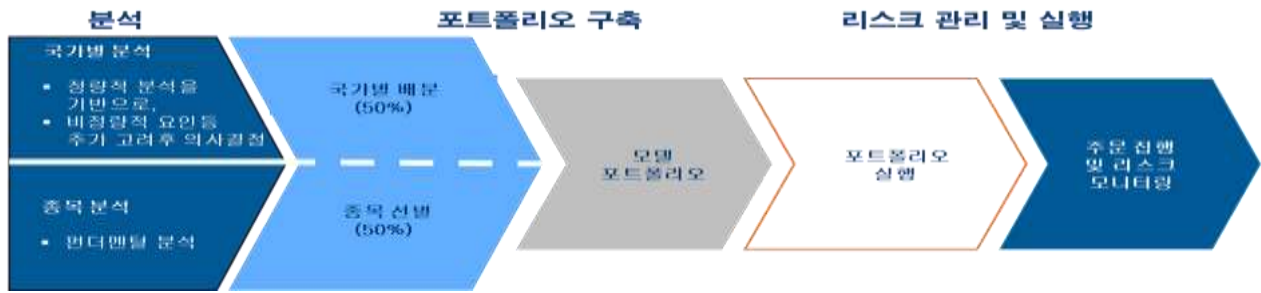 분석
포트폴리오 구축
리스크 관리 및 실행
국가별 분석
▪ 정량적 분석을
기반으로,
▪ 비정량적 요인등
추가 고려후 의사결정
종목 분석
▪ 펀더멘털 분석
국가별 배분
(50%)
종목 선별
(50%)
모델
포트폴리오
포트폴리오
실행
주문 집행
및 리스크
모니터링